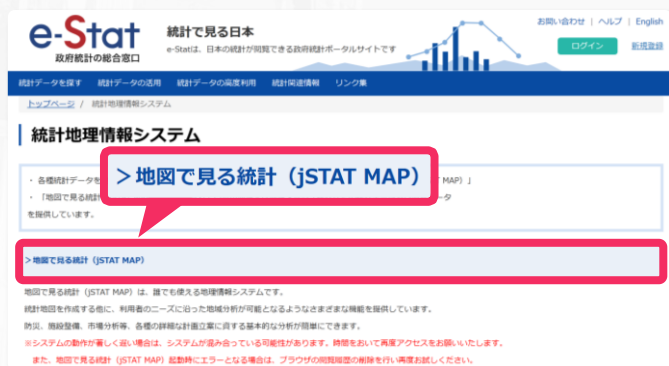 e-Stat
政府統計の総合窓口
統計で見る日本
e-Statは、日本の統計が閲覧できる政府統計ポータルサイトです
お問い合わせ | ヘルプ | English
ログイン 新規登録
統計データを探す 統計データの活用 統計データの高度利用 統計関連情報 リンク集
トップページ / 統計地理情報システム
統計地理情報システム
・ 各種統計データを MAP)」
・ 「地図で見る統計 ータ
を提供しています。
＞地図で見る統計（jSTAT MAP）
＞地図で見る統計（jSTAT MAP）
地図で見る統計（jSTAT MAP）は、誰でも使える地理情報システムです。
統計地図を作成する他に、利用者のニーズに沿った地域分析が可能となるようなさまざまな機能を提供しています。
防災、施設整備、市場分析等、各種の詳細な計画立案に資する基本的な分析が簡単にできます。
※システムの動作が著しく遅い場合は、システムが混み合っている可能性があります。時間をおいて再度アクセスをお願いいたします。
また、地図で見る統計（jSTAT MAP）起動時にエラーとなる場合は、ブラウザの閲覧履歴の削除を行い再度お試しください。